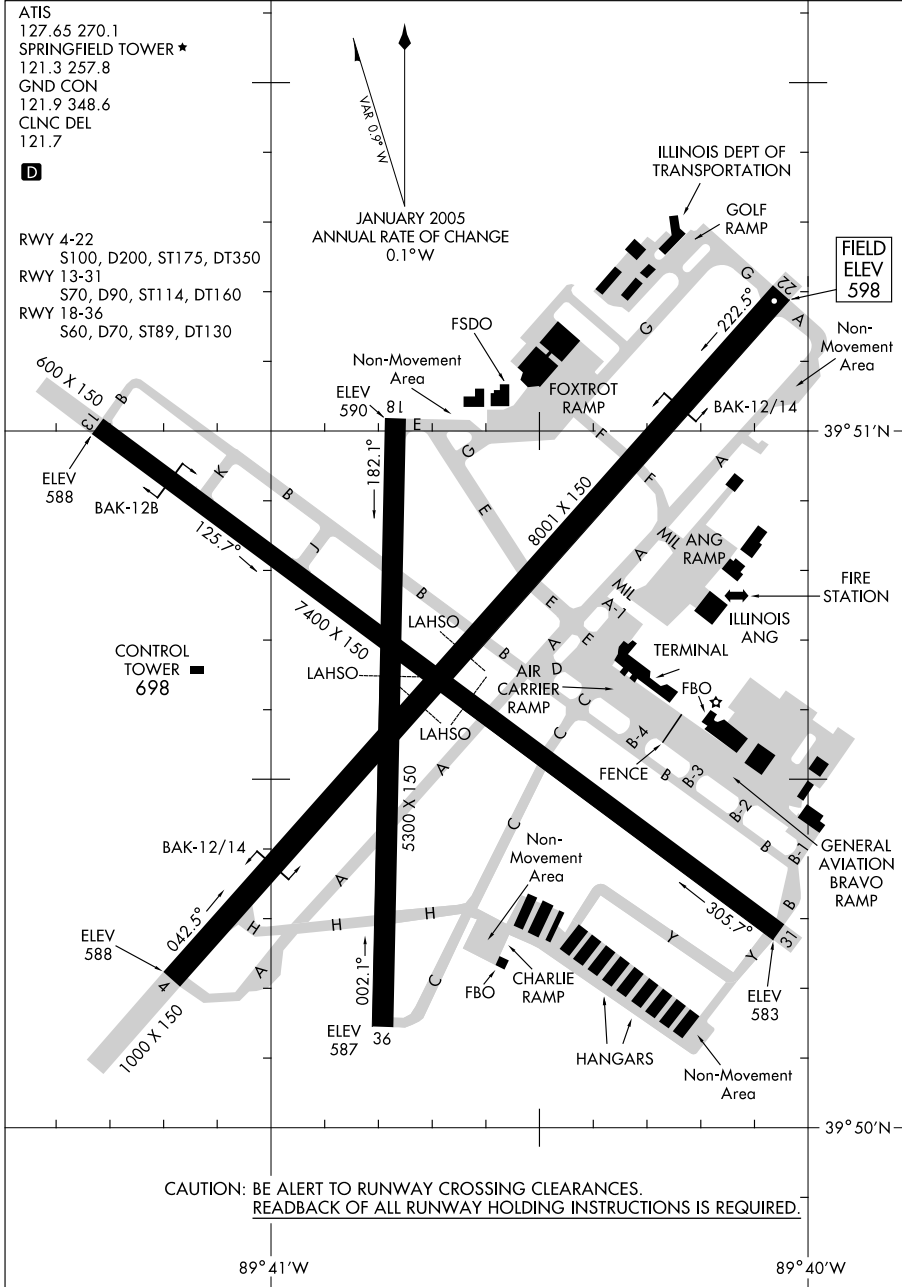 ATIS
127.65 270.1
SPRINGFIELD TOWER ★
121.3 257.8
GND CON
121.9 348.6
CLNC DEL
121.7
D
RWY 4-22
S100, D200, ST175, DT350
RWY 13-31
S70, D90, ST114, DT160
RWY 18-36
S60, D70, ST89, DT130
VAR 0.9° W
JANUARY 2005
ANNUAL RATE OF CHANGE
0.1° W
ILLINOIS DEPT OF
TRANSPORTATION
GOLF
RAMP
FIELD
ELEV
598
G
22
A
222.5°
G
Non-
Movement
Area
FSDO
Non-Movement
Area
FOXTROT
RAMP
600 X 150
B
13
ELEV
590
18
E
G
F
BAK-12/14
39°51'N
ELEV
588
BAK-12B
K
B
182.1°
E
F
A
125.7°
J
8001 X 150
MIL
ANG
RAMP
A
FIRE
STATION
7400 X 150
B
LAHSO
E
MIL
A-1
ILLINOIS
ANG
CONTROL
TOWER
698
LAHSO
B
A
E
D
AIR
CARRIER
RAMP
TERMINAL
FBO
C
LAHSO
C
B-4
FENCE
A
B
B-3
5300 X 150
B-2
C
B
B-1
GENERAL
AVIATION
BRAVO
RAMP
BAK-12/14
Non-
Movement
Area
A
B
042.5°
H
H
H
305.7°
31
ELEV
588
A
002.1°
C
Y
Y
4
FBO
CHARLIE
RAMP
ELEV
583
1000 X 150
ELEV
587
36
HANGARS
Non-Movement
Area
39°50'N
CAUTION: BE ALERT TO RUNWAY CROSSING CLEARANCES.
READBACK OF ALL RUNWAY HOLDING INSTRUCTIONS IS REQUIRED.
89°41'W
89°40'W